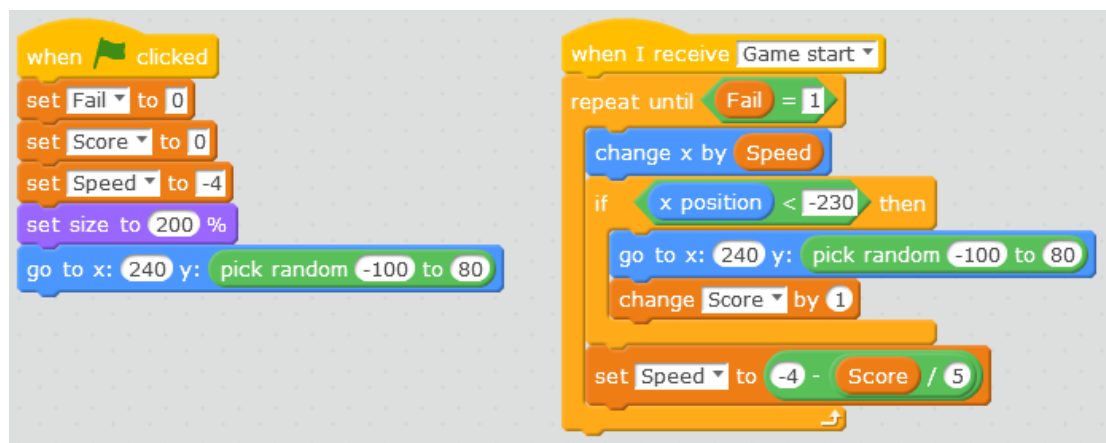 when clicked
set Fail to 0
set Score to 0
set Speed to -4
set size to 200 %
go to x: 240 y: pick random -100 to 80
when I receive Game start
repeat until Fail = 1
change x by Speed
if x position < -230 then
go to x: 240 y: pick random -100 to 80
change Score by 1
set Speed to -4 - Score / 5